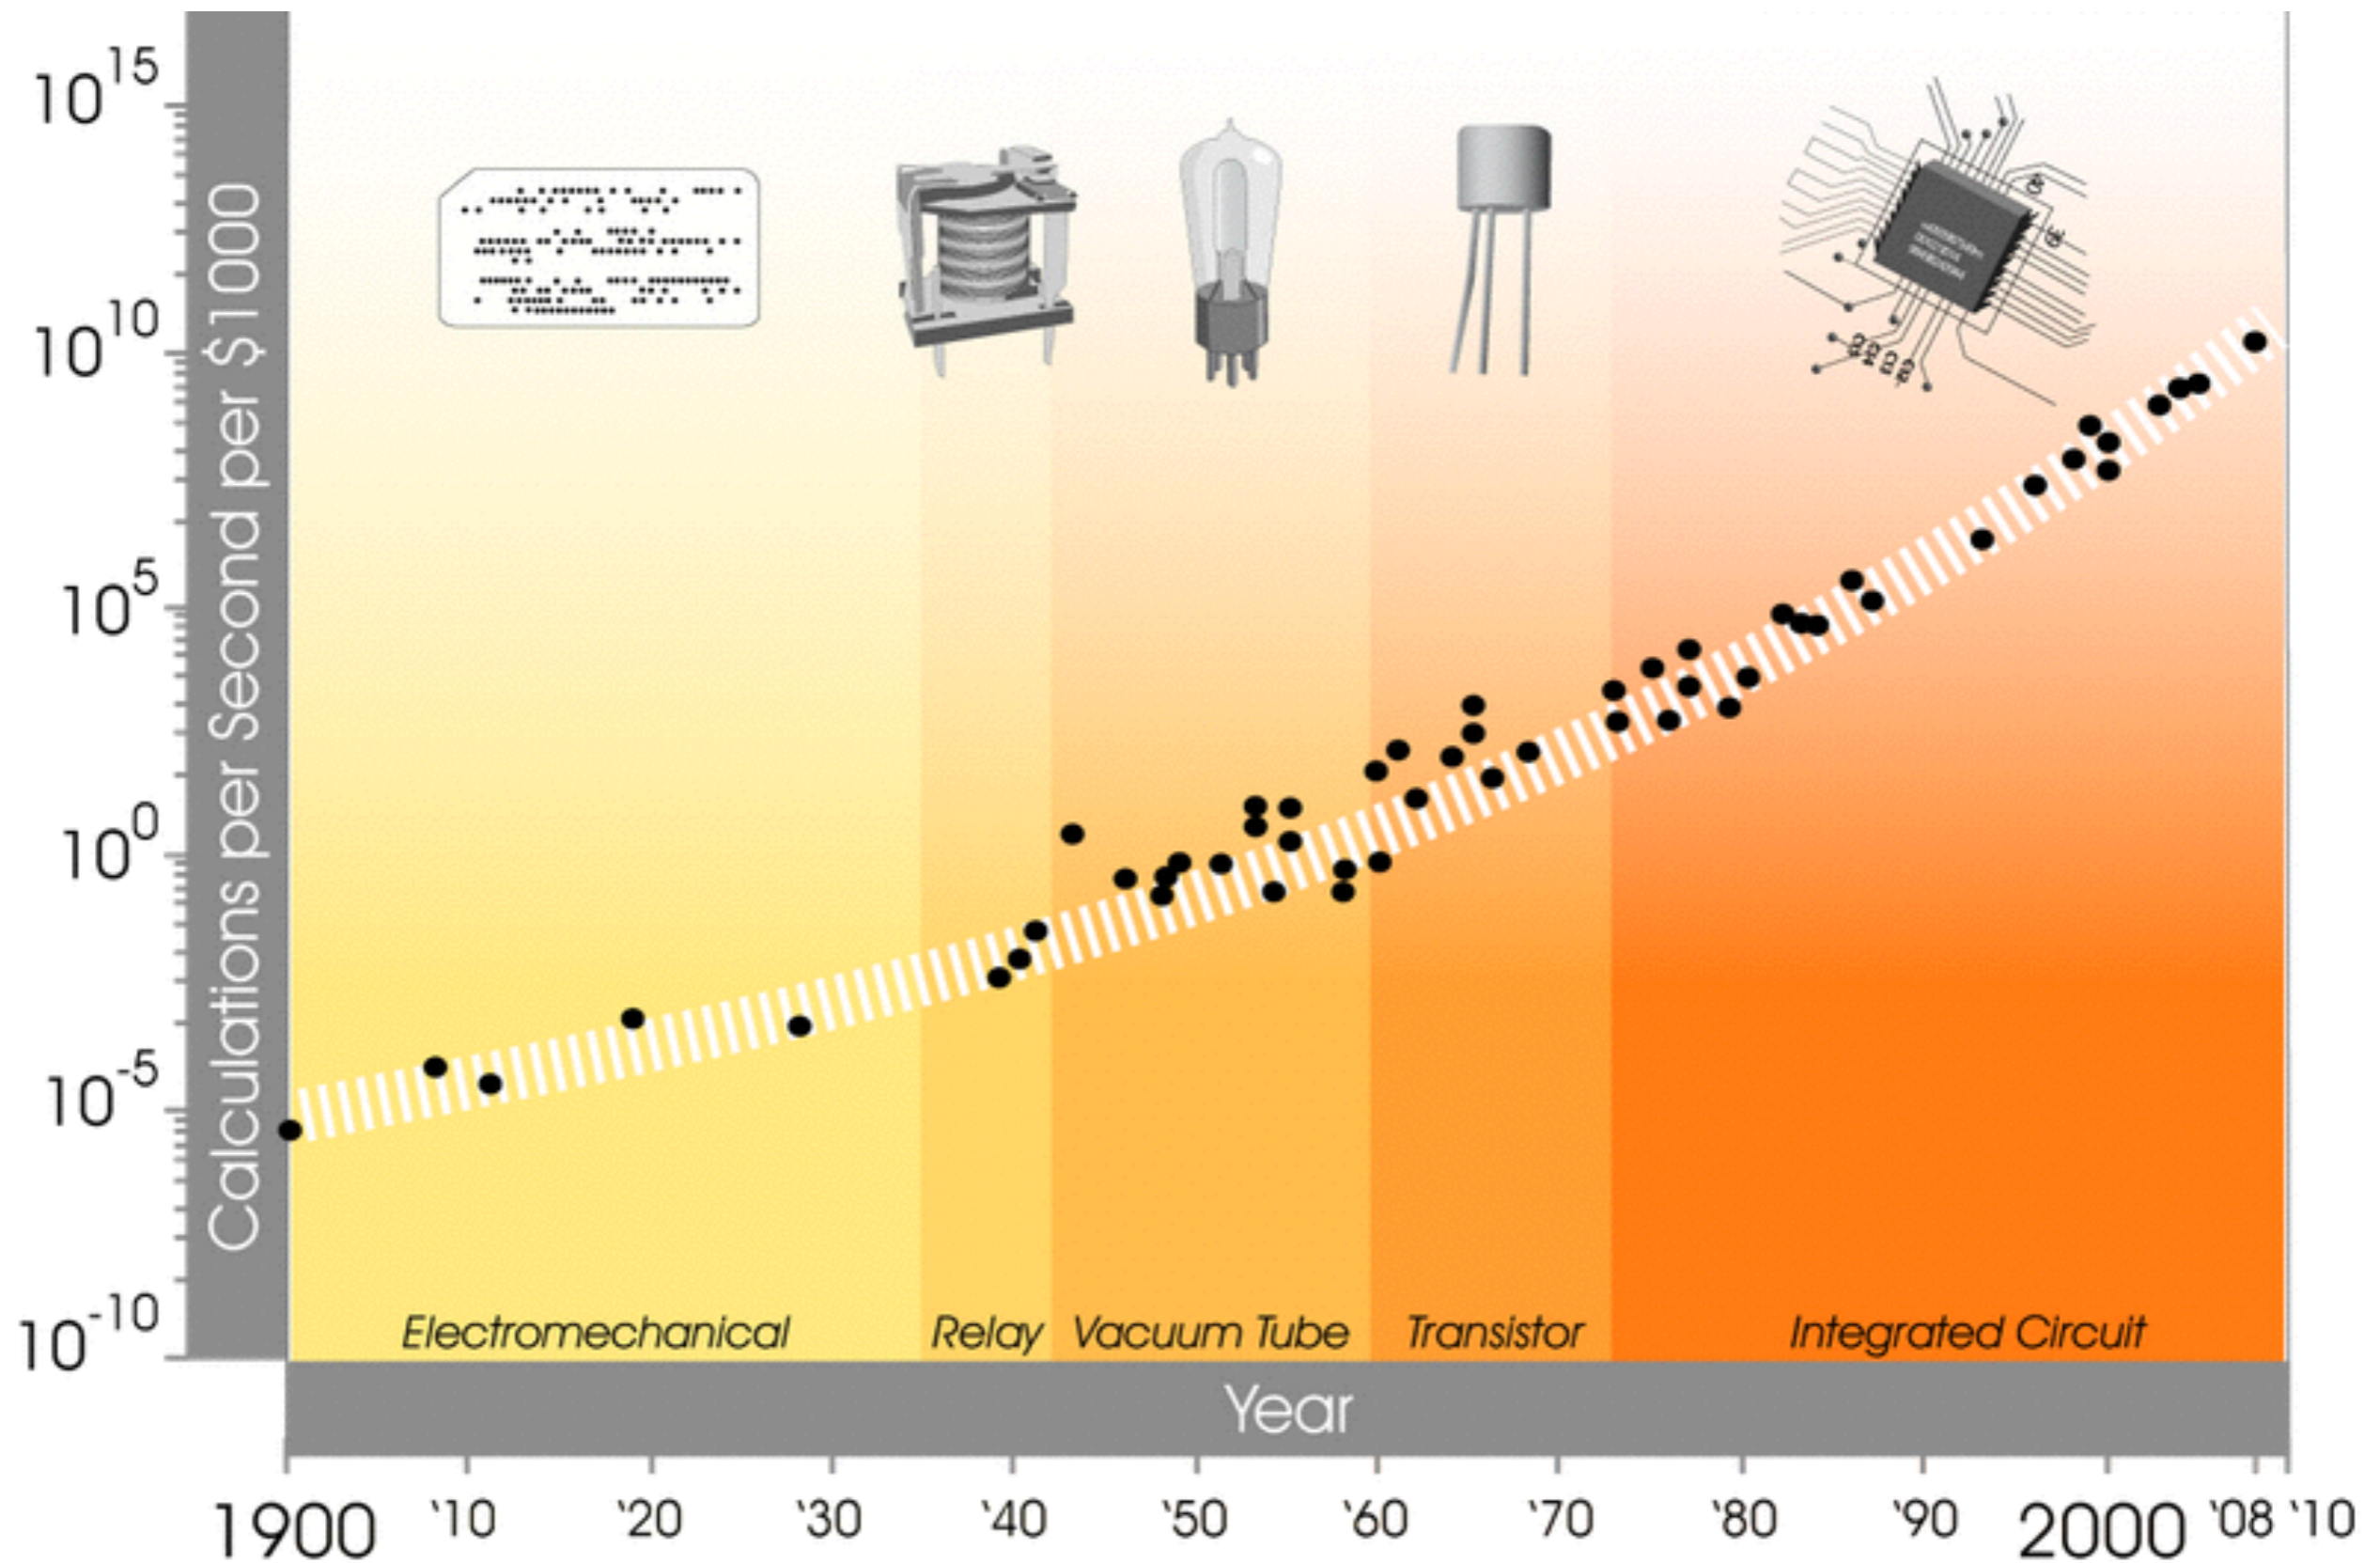 10^15
10^10
10^5
10^0
10^-5
10^-10
Calculations per Second per $1000
Electromechanical
Relay
Vacuum Tube
Transistor
Integrated Circuit
Year
1900 '10 '20 '30 '40 '50 '60 '70 '80 '90 2000 '08 '10